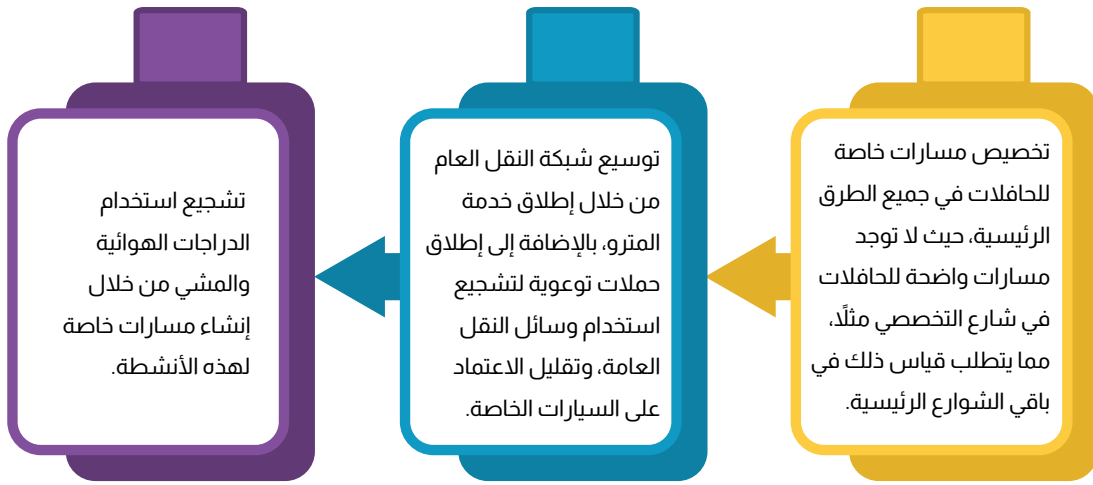 تخصيص مسارات خاصة
للحافلات في جميع الطرق
الرئيسية، حيث لا توجد
مسارات واضحة للحافلات
في شارع التخصصي مثلًا،
مما يتطلب قياس ذلك في
باقي الشوارع الرئيسية.
توسيع شبكة النقل العام
من خلال إطلاق خدمة
المترو، بالإضافة إلى إطلاق
حملات توعوية لتشجيع
استخدام وسائل النقل
العامة، وتقليل الاعتماد
على السيارات الخاصة.
تشجيع استخدام
الدراجات الهوائية
والمشي من خلال
إنشاء مسارات خاصة
لهذه الأنشطة.